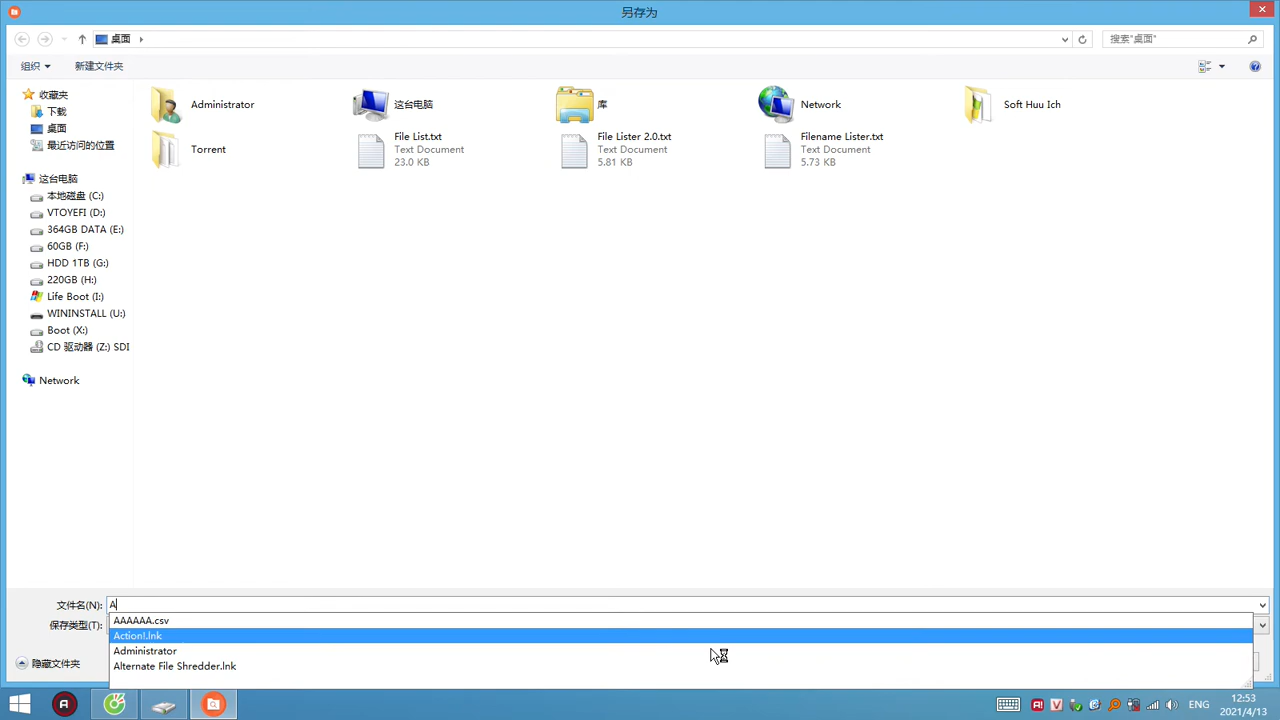 另存为
桌面
搜索"桌面"
组织
新建文件夹
收藏夹
下载
桌面
最近访问的位置
这台电脑
本地磁盘 (C:)
VTOYEFI (D:)
364GB DATA (E:)
60GB (F:)
HDD 1TB (G:)
220GB (H:)
Life Boot (I:)
WININSTALL (U:)
Boot (X:)
CD 驱动器 (Z:) SDI
Network
Administrator
这台电脑
库
Network
Soft Huu Ich
Torrent
File List.txt
Text Document
23.0 KB
File Lister 2.0.txt
Text Document
5.81 KB
Filename Lister.txt
Text Document
5.73 KB
文件名(N):
A
保存类型(T):
AAAAAA.csv
Action!.lnk
Administrator
Alternate File Shredder.lnk
隐藏文件夹
ENG
12:53
2021/4/13